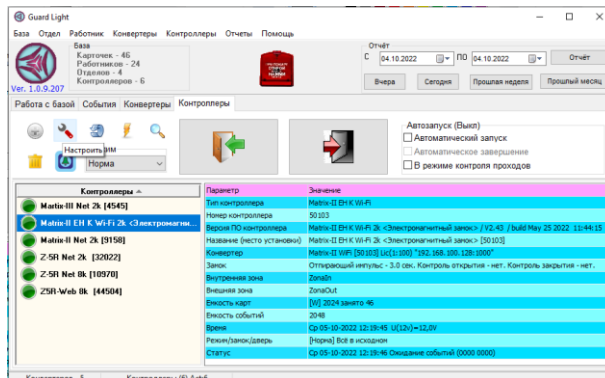 Guard Light
База Отдел Работник Конвертеры Контроллеры Отчеты Помощь
База
Карточек - 46
Работников - 24
Отделов - 4
Контроллеров - 6
Ver. 1.0.9.207
Отчёт
С 04.10.2022 ПО 04.10.2022 Отчёт
Вчера Сегодня Прошлая неделя Прошлый месяц
Работа с базой События Конвертеры Контроллеры
Настроить
Норма
Автозапуск (Выкл)
Автоматический запуск
Автоматическое завершение
В режиме контроля проходов
Контроллеры
Martix-III Net 2k [4545]
Matrix-II EH K Wi-Fi 2k <Электромагни...
Matrix-II Net 2k [9158]
Z-5R Net 2k [32022]
Z-5R Net 8k [10970]
Z5R-Web 8k [44504]
Параметр Значение
Тип контроллера Matrix-II EH K Wi-Fi
Номер контроллера 50103
Версия ПО контроллера Matrix-II EH K Wi-Fi 2k <Электромагнитный замок> / V2.43 /build May 25 2022 11:44:15
Название (место установки) Matrix-II EH K Wi-Fi 2k <Электромагнитный замок> [50103]
Конвертер Matrix-II WIFI [50103] Lic(1:100) "192.168.100.128:1000"
Замок Отпирающий импульс - 3.0 сек. Контроль открытия - нет. Контроль закрытия - нет.
Внутренняя зона ZonaIn
Внешняя зона ZonaOut
Емкость карт [W] 2024 занято 46
Емкость событий 2048
Время Ср 05-10-2022 12:19:45 U(12v)=12,0V
Режим/замок/дверь [Норма] Всё в исходном
Статус Ср 05-10-2022 12:19:46 Ожидание событий (0000 0000)